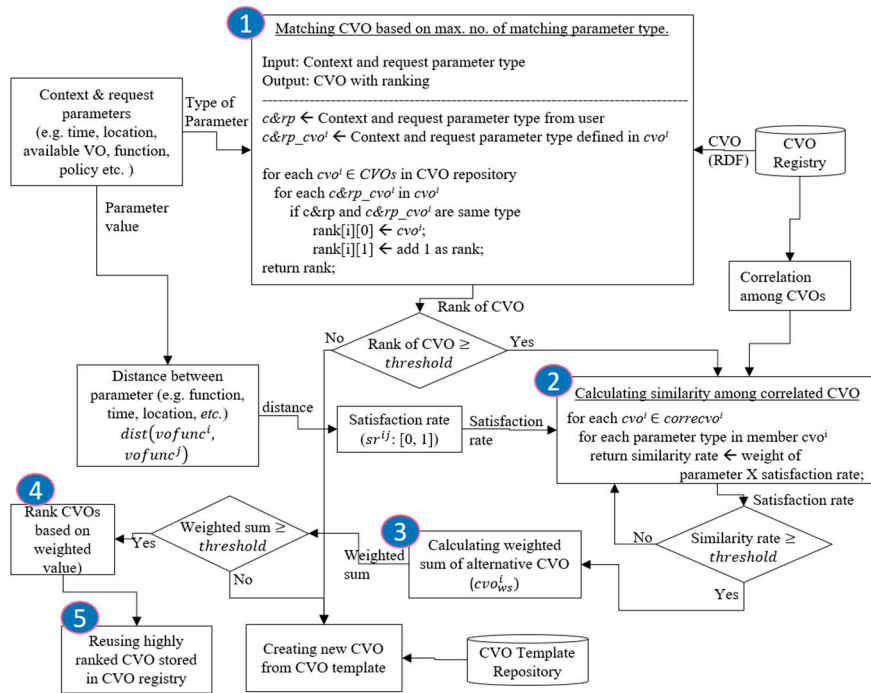 1
Matching CVO based on max. no. of matching parameter type.
Input: Context and request parameter type
Output: CVO with ranking
c&rp ← Context and request parameter type from user
c&rp_cvoⁱ ← Context and request parameter type defined in cvoⁱ
for each cvoⁱ ∈ CVOs in CVO repository
for each c&rp_cvoⁱ in cvoⁱ
if c&rp and c&rp_cvoⁱ are same type
rank[i][0] ← cvoⁱ;
rank[i][1] ← add 1 as rank;
return rank;
Context & request
parameters
(e.g. time, location,
available VO, function,
policy etc. )
Type of
Parameter
CVO
(RDF)
CVO
Registry
Parameter
value
Correlation
among CVOs
Rank of CVO
No
Rank of CVO ≥
threshold
Yes
2
Calculating similarity among correlated CVO
for each cvoⁱ ∈ correcvoⁱ
for each parameter type in member cvoⁱ
return similarity rate ← weight of
parameter X satisfaction rate;
Distance between
parameter (e.g. function,
time, location, etc.)
dist(vofuncⁱ,
vofuncʲ)
distance
Satisfaction rate
(srⁱʲ: [0, 1])
Satisfaction
rate
Satisfaction rate
No
Similarity rate ≥
threshold
Yes
4
Rank CVOs
based on
weighted
value)
Yes
Weighted sum ≥
threshold
No
Weighted
sum
3
Calculating weighted
sum of alternative CVO
(cvoⁱws)
5
Reusing highly
ranked CVO stored
in CVO registry
Creating new CVO
from CVO template
CVO Template
Repository